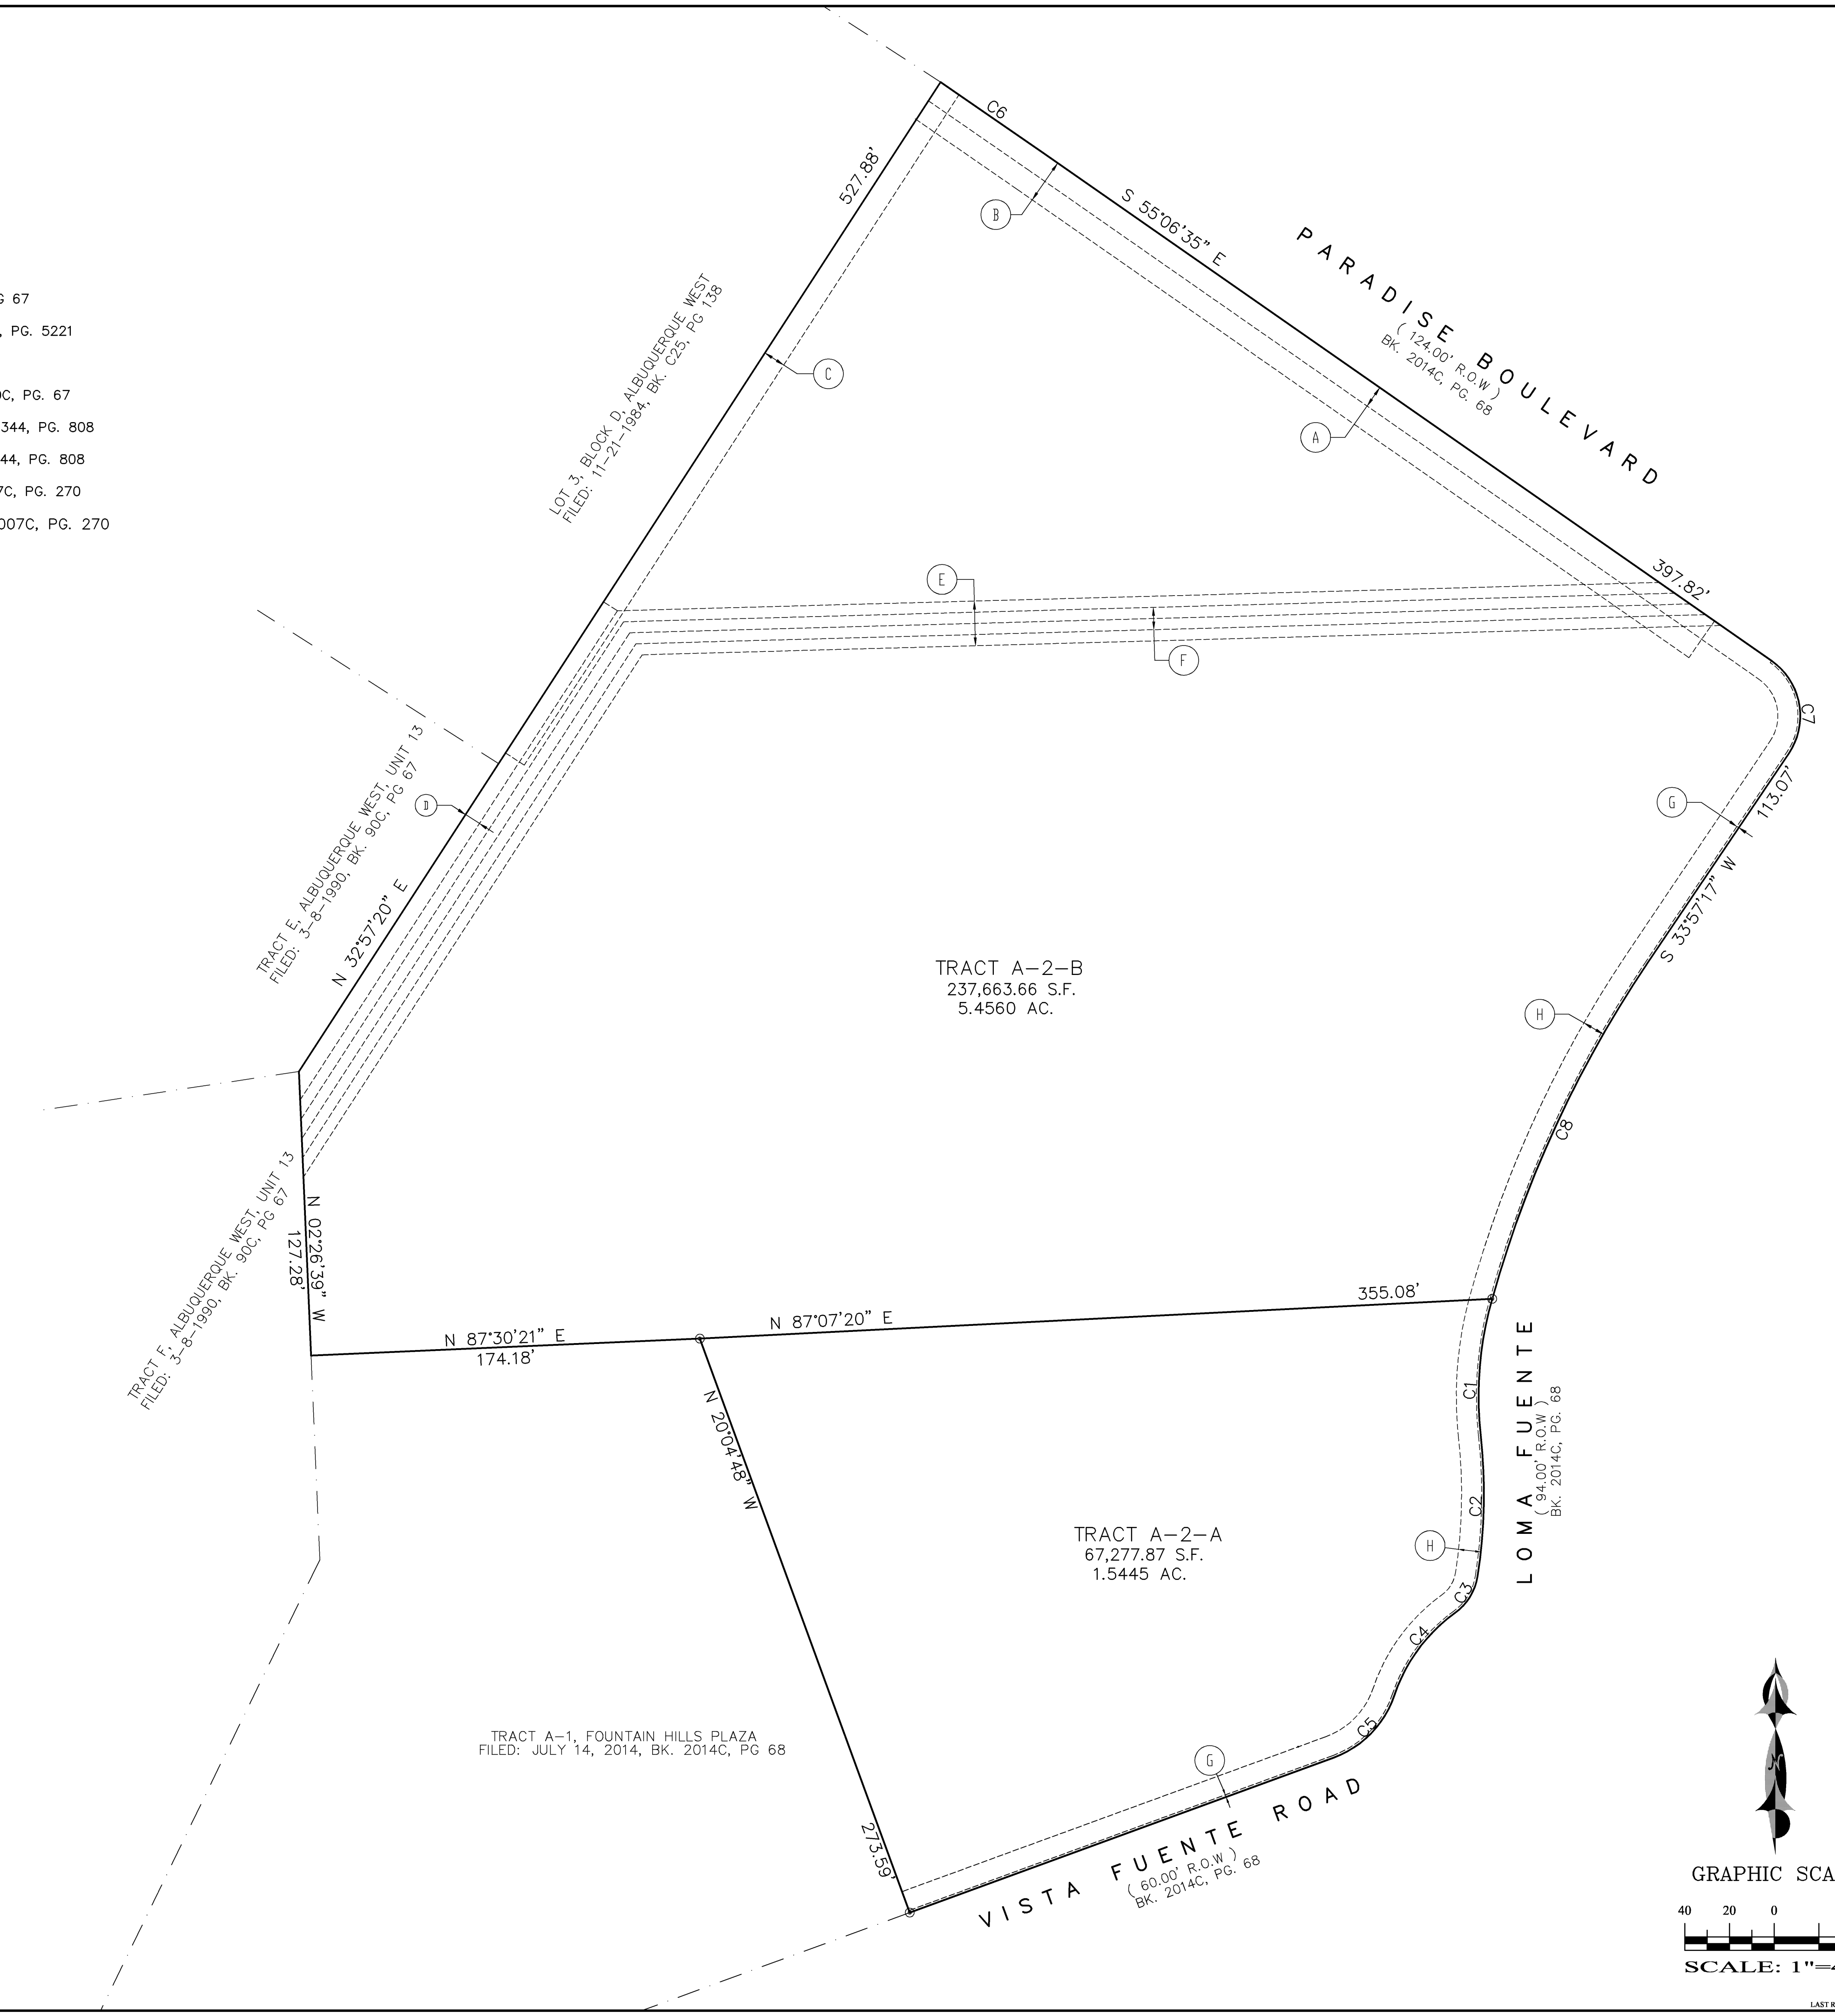 G 67
, PG. 5221
C, PG. 67
344, PG. 808
44, PG. 808
7C, PG. 270
007C, PG. 270
C6
527.88'
B
S 55°06'35" E
PARADISE BOULEVARD
( 124.00' R.O.W )
BK. 2014C, PG. 68
A
C
LOT 3, BLOCK D, ALBUQUERQUE WEST
FILED: 11-21-1984, BK. C25, PG 138
E
F
397.82'
C7
TRACT E, ALBUQUERQUE WEST, UNIT 13
FILED: 3-8-1990, BK. 90C, PG 67
D
N 32°57'20" E
G
113.07'
S 33°57'17" W
TRACT A-2-B
237,663.66 S.F.
5.4560 AC.
H
C8
TRACT F, ALBUQUERQUE WEST, UNIT 13
FILED: 3-8-1990, BK. 90C, PG 67
N 02°26'39" W
127.28'
N 87°30'21" E
174.18'
N 87°07'20" E
355.08'
C1
LOMA FUENTE
( 94.00' R.O.W )
BK. 2014C, PG. 68
N 20°04'48" W
C2
TRACT A-2-A
67,277.87 S.F.
1.5445 AC.
H
C3
C4
C5
TRACT A-1, FOUNTAIN HILLS PLAZA
FILED: JULY 14, 2014, BK. 2014C, PG 68
G
273.59'
VISTA FUENTE ROAD
( 60.00' R.O.W )
BK. 2014C, PG. 68
N
GRAPHIC SCA
40 20 0
SCALE: 1"=4
LAST R